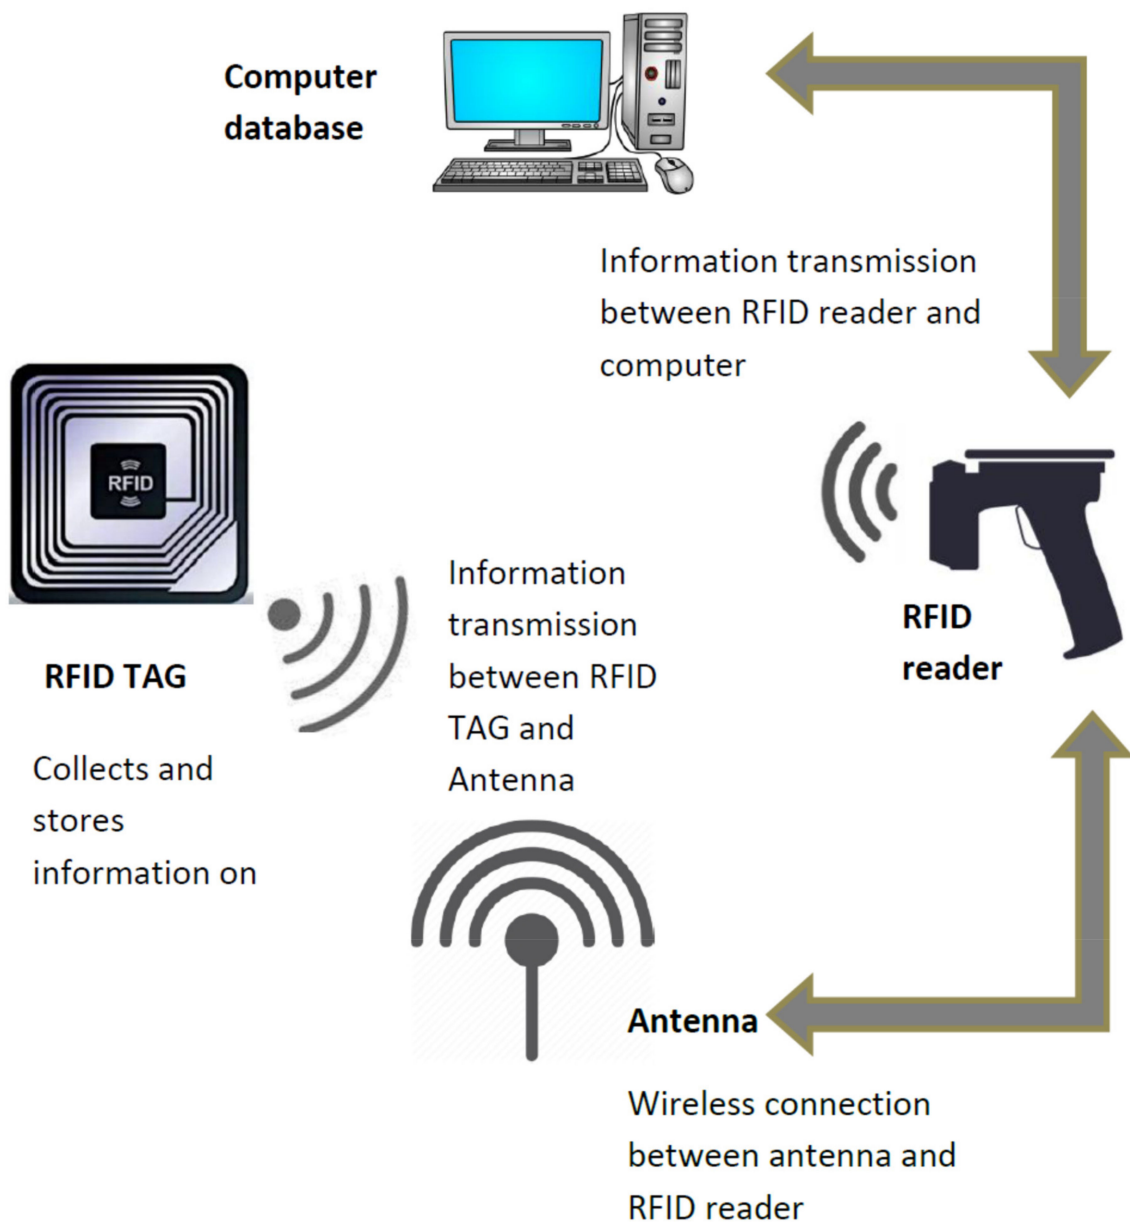 Computer
database
Information transmission
between RFID reader and
computer
RFID
RFID TAG
Collects and
stores
information on
Information
transmission
between RFID
TAG and
Antenna
RFID
reader
Antenna
Wireless connection
between antenna and
RFID reader